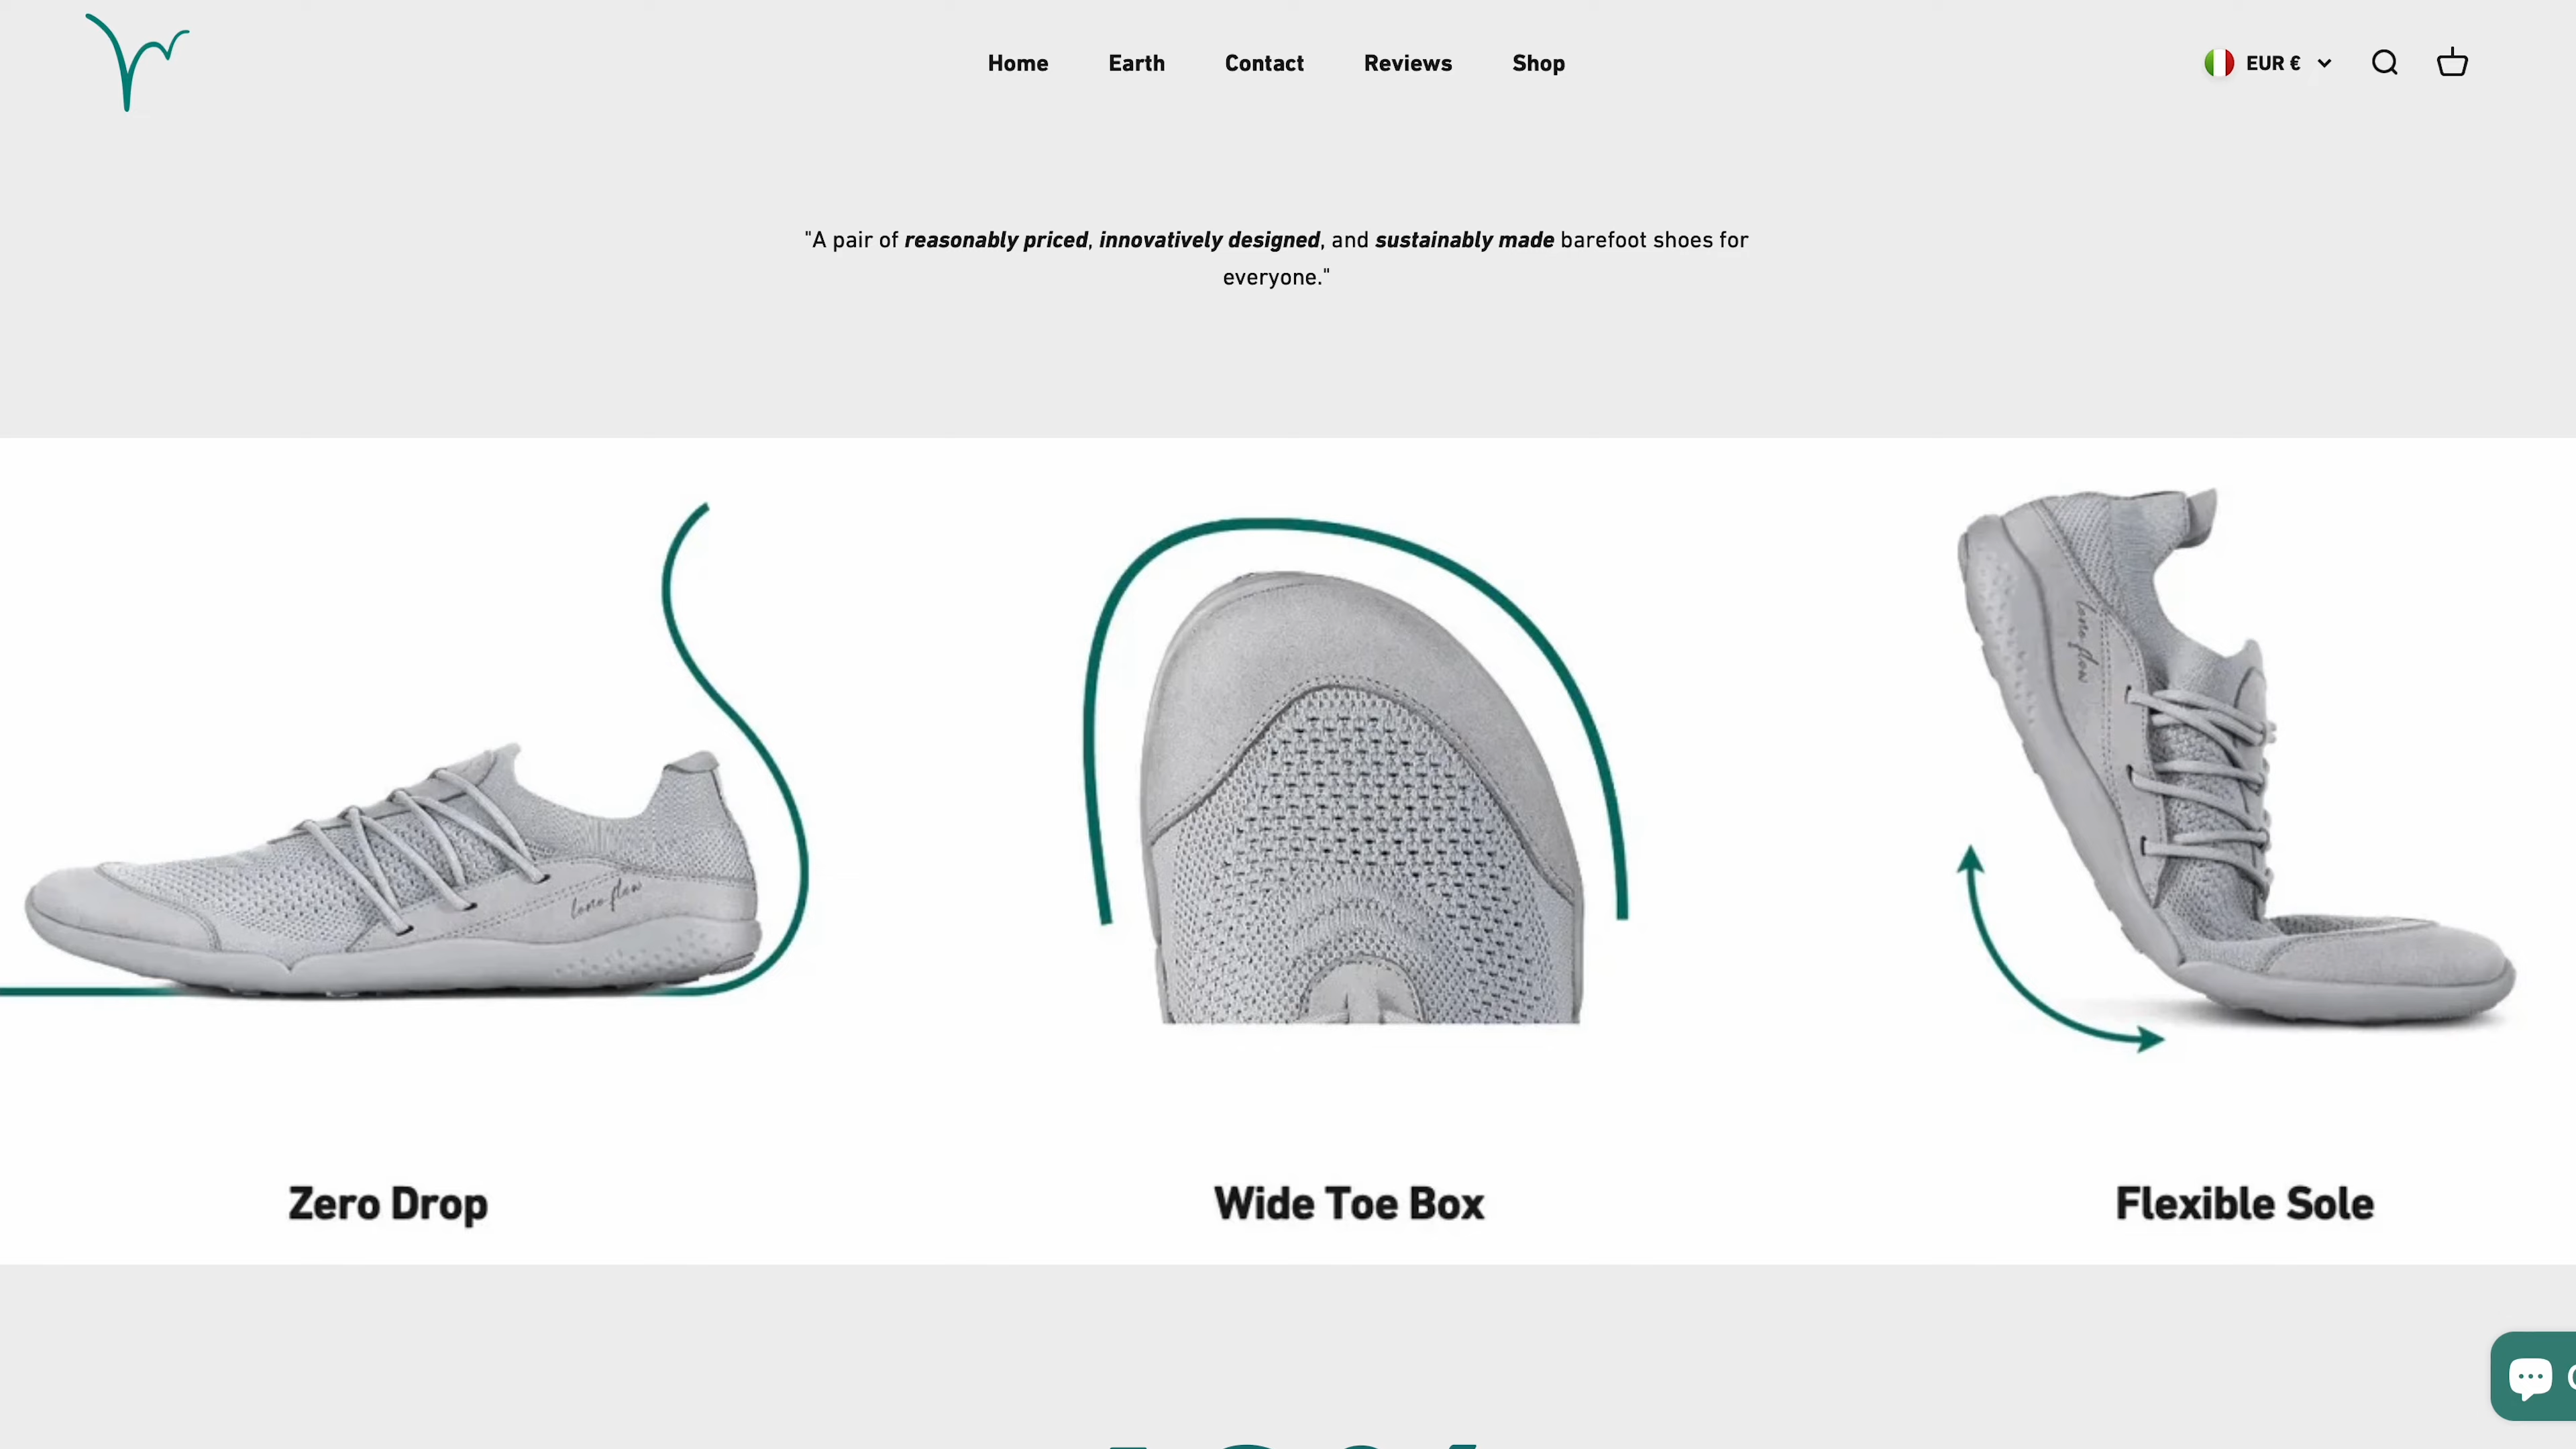 Home Earth Contact Reviews Shop EUR €
"A pair of reasonably priced, innovatively designed, and sustainably made barefoot shoes for
everyone."
Zero Drop
Wide Toe Box
Flexible Sole